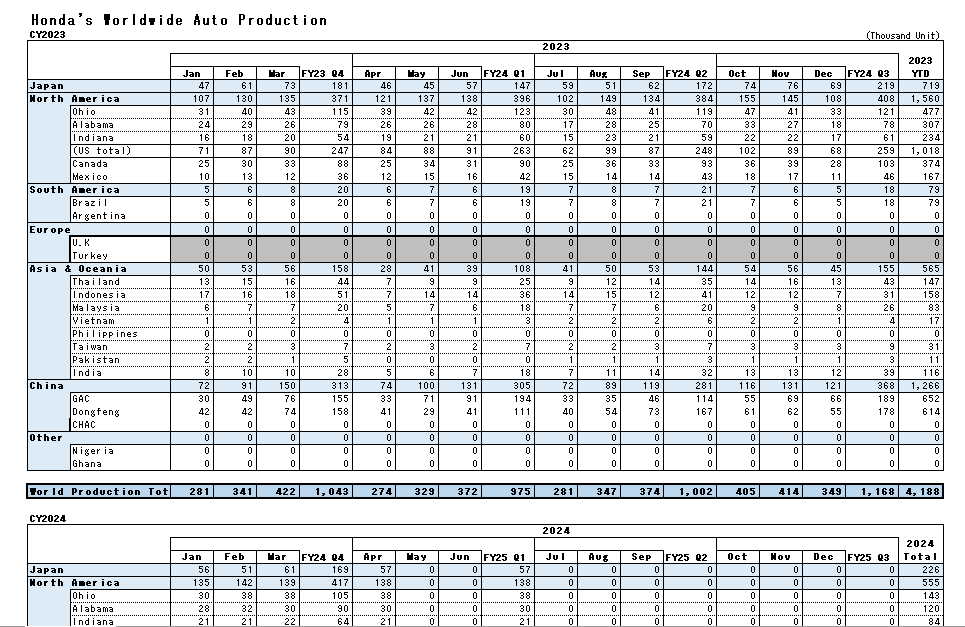 Honda's Worldwide Auto Production
CY2023 (Thousand Unit)
2023
2023
Jan Feb Mar FY23 Q4 Apr May Jun FY24 Q1 Jul Aug Sep FY24 Q2 Oct Nov Dec FY24 Q3 YTD
Japan 47 61 73 181 46 45 57 147 59 51 62 172 74 76 69 219 719
North America 107 130 135 371 121 137 138 396 102 149 134 384 155 145 108 408 1,560
Ohio 31 40 43 115 39 42 42 123 30 48 41 119 47 41 33 121 477
Alabama 24 29 26 79 26 26 28 80 17 28 25 70 33 27 18 78 307
Indiana 16 18 20 54 19 21 21 60 15 23 21 59 22 22 17 61 234
(US total) 71 87 90 247 84 88 91 263 62 99 87 248 102 89 68 259 1,018
Canada 25 30 33 88 25 34 31 90 25 36 33 93 36 39 28 103 374
Mexico 10 13 12 36 12 15 16 42 15 14 14 43 18 17 11 46 167
South America 5 6 8 20 6 7 6 19 7 8 7 21 7 6 5 18 79
Brazil 5 6 8 20 6 7 6 19 7 8 7 21 7 6 5 18 79
Argentina 0 0 0 0 0 0 0 0 0 0 0 0 0 0 0 0 0
Europe 0 0 0 0 0 0 0 0 0 0 0 0 0 0 0 0 0
U.K 0 0 0 0 0 0 0 0 0 0 0 0 0 0 0 0 0
Turkey 0 0 0 0 0 0 0 0 0 0 0 0 0 0 0 0 0
Asia & Oceania 50 53 56 158 28 41 39 108 41 50 53 144 54 56 45 155 565
Thailand 13 15 16 44 7 9 9 25 9 12 14 35 14 16 13 43 147
Indonesia 17 16 18 51 7 14 14 36 14 15 12 41 12 12 7 31 158
Malaysia 6 7 7 20 5 7 6 18 7 7 6 20 9 9 8 26 83
Vietnam 1 1 2 4 1 1 1 3 2 2 2 6 2 2 1 4 17
Philippines 0 0 0 0 0 0 0 0 0 0 0 0 0 0 0 0 0
Taiwan 2 2 3 7 2 3 2 7 2 2 3 7 3 3 3 9 31
Pakistan 2 2 1 5 0 0 0 0 1 1 1 3 1 1 1 3 11
India 8 10 10 28 5 6 7 18 7 11 14 32 13 13 12 39 116
China 72 91 150 313 74 100 131 305 72 89 119 281 116 131 121 368 1,266
GAC 30 49 76 155 33 71 91 194 33 35 46 114 55 69 66 189 652
Dongfeng 42 42 74 158 41 29 41 111 40 54 73 167 61 62 55 178 614
CHAC 0 0 0 0 0 0 0 0 0 0 0 0 0 0 0 0 0
Other 0 0 0 0 0 0 0 0 0 0 0 0 0 0 0 0 0
Nigeria 0 0 0 0 0 0 0 0 0 0 0 0 0 0 0 0 0
Ghana 0 0 0 0 0 0 0 0 0 0 0 0 0 0 0 0 0
World Production Tot 281 341 422 1,043 274 329 372 975 281 347 374 1,002 405 414 349 1,168 4,188
CY2024
2024
2024
Jan Feb Mar FY24 Q4 Apr May Jun FY25 Q1 Jul Aug Sep FY25 Q2 Oct Nov Dec FY25 Q3 Total
Japan 56 51 61 169 57 0 0 57 0 0 0 0 0 0 0 0 226
North America 135 142 139 417 138 0 0 138 0 0 0 0 0 0 0 0 555
Ohio 30 38 38 105 38 0 0 38 0 0 0 0 0 0 0 0 143
Alabama 28 32 30 90 30 0 0 30 0 0 0 0 0 0 0 0 120
Indiana 21 21 22 64 21 0 0 21 0 0 0 0 0 0 0 0 84